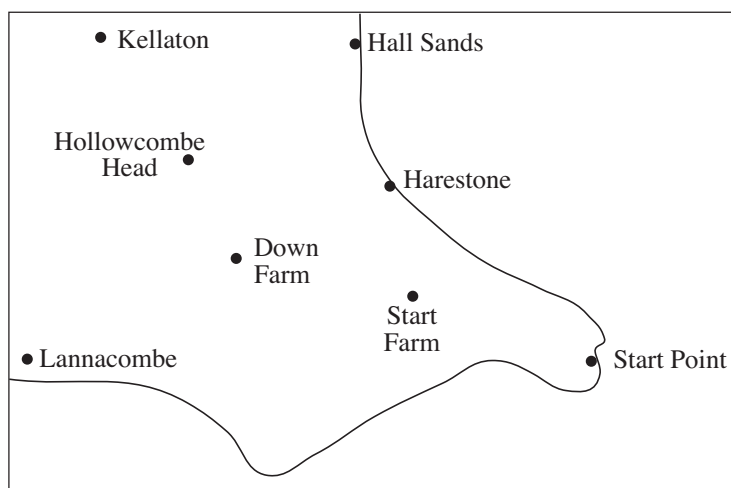 Kellaton
Hall Sands
Hollowcombe
Head
Harestone
Down
Farm
Start
Farm
Lannacombe
Start Point